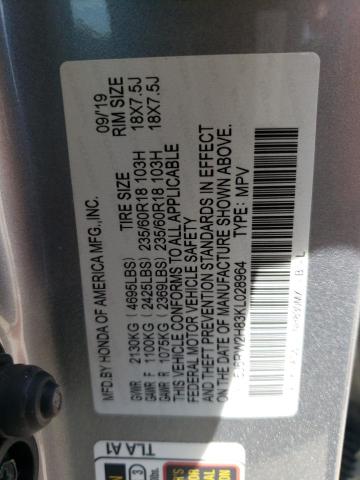 MFD.BY HONDA OF AMERICA MFG.,INC. 09/'19
TIRE SIZE RIM SIZE
GVWR 2130KG (4695LBS)
GAWR F 1100KG (2425LBS) 235/60R18 103H 18X7.5J
GAWR R 1075KG (2369LBS) 235/60R18 103H 18X7.5J
THIS VEHICLE CONFORMS TO ALL APPLICABLE
FEDERAL MOTOR VEHICLE SAFETY
AND THEFT PREVENTION STANDARDS IN EFFECT
ON THE DATE OF MANUFACTURE SHOWN ABOVE.
TYPE: MPV
TLA A1